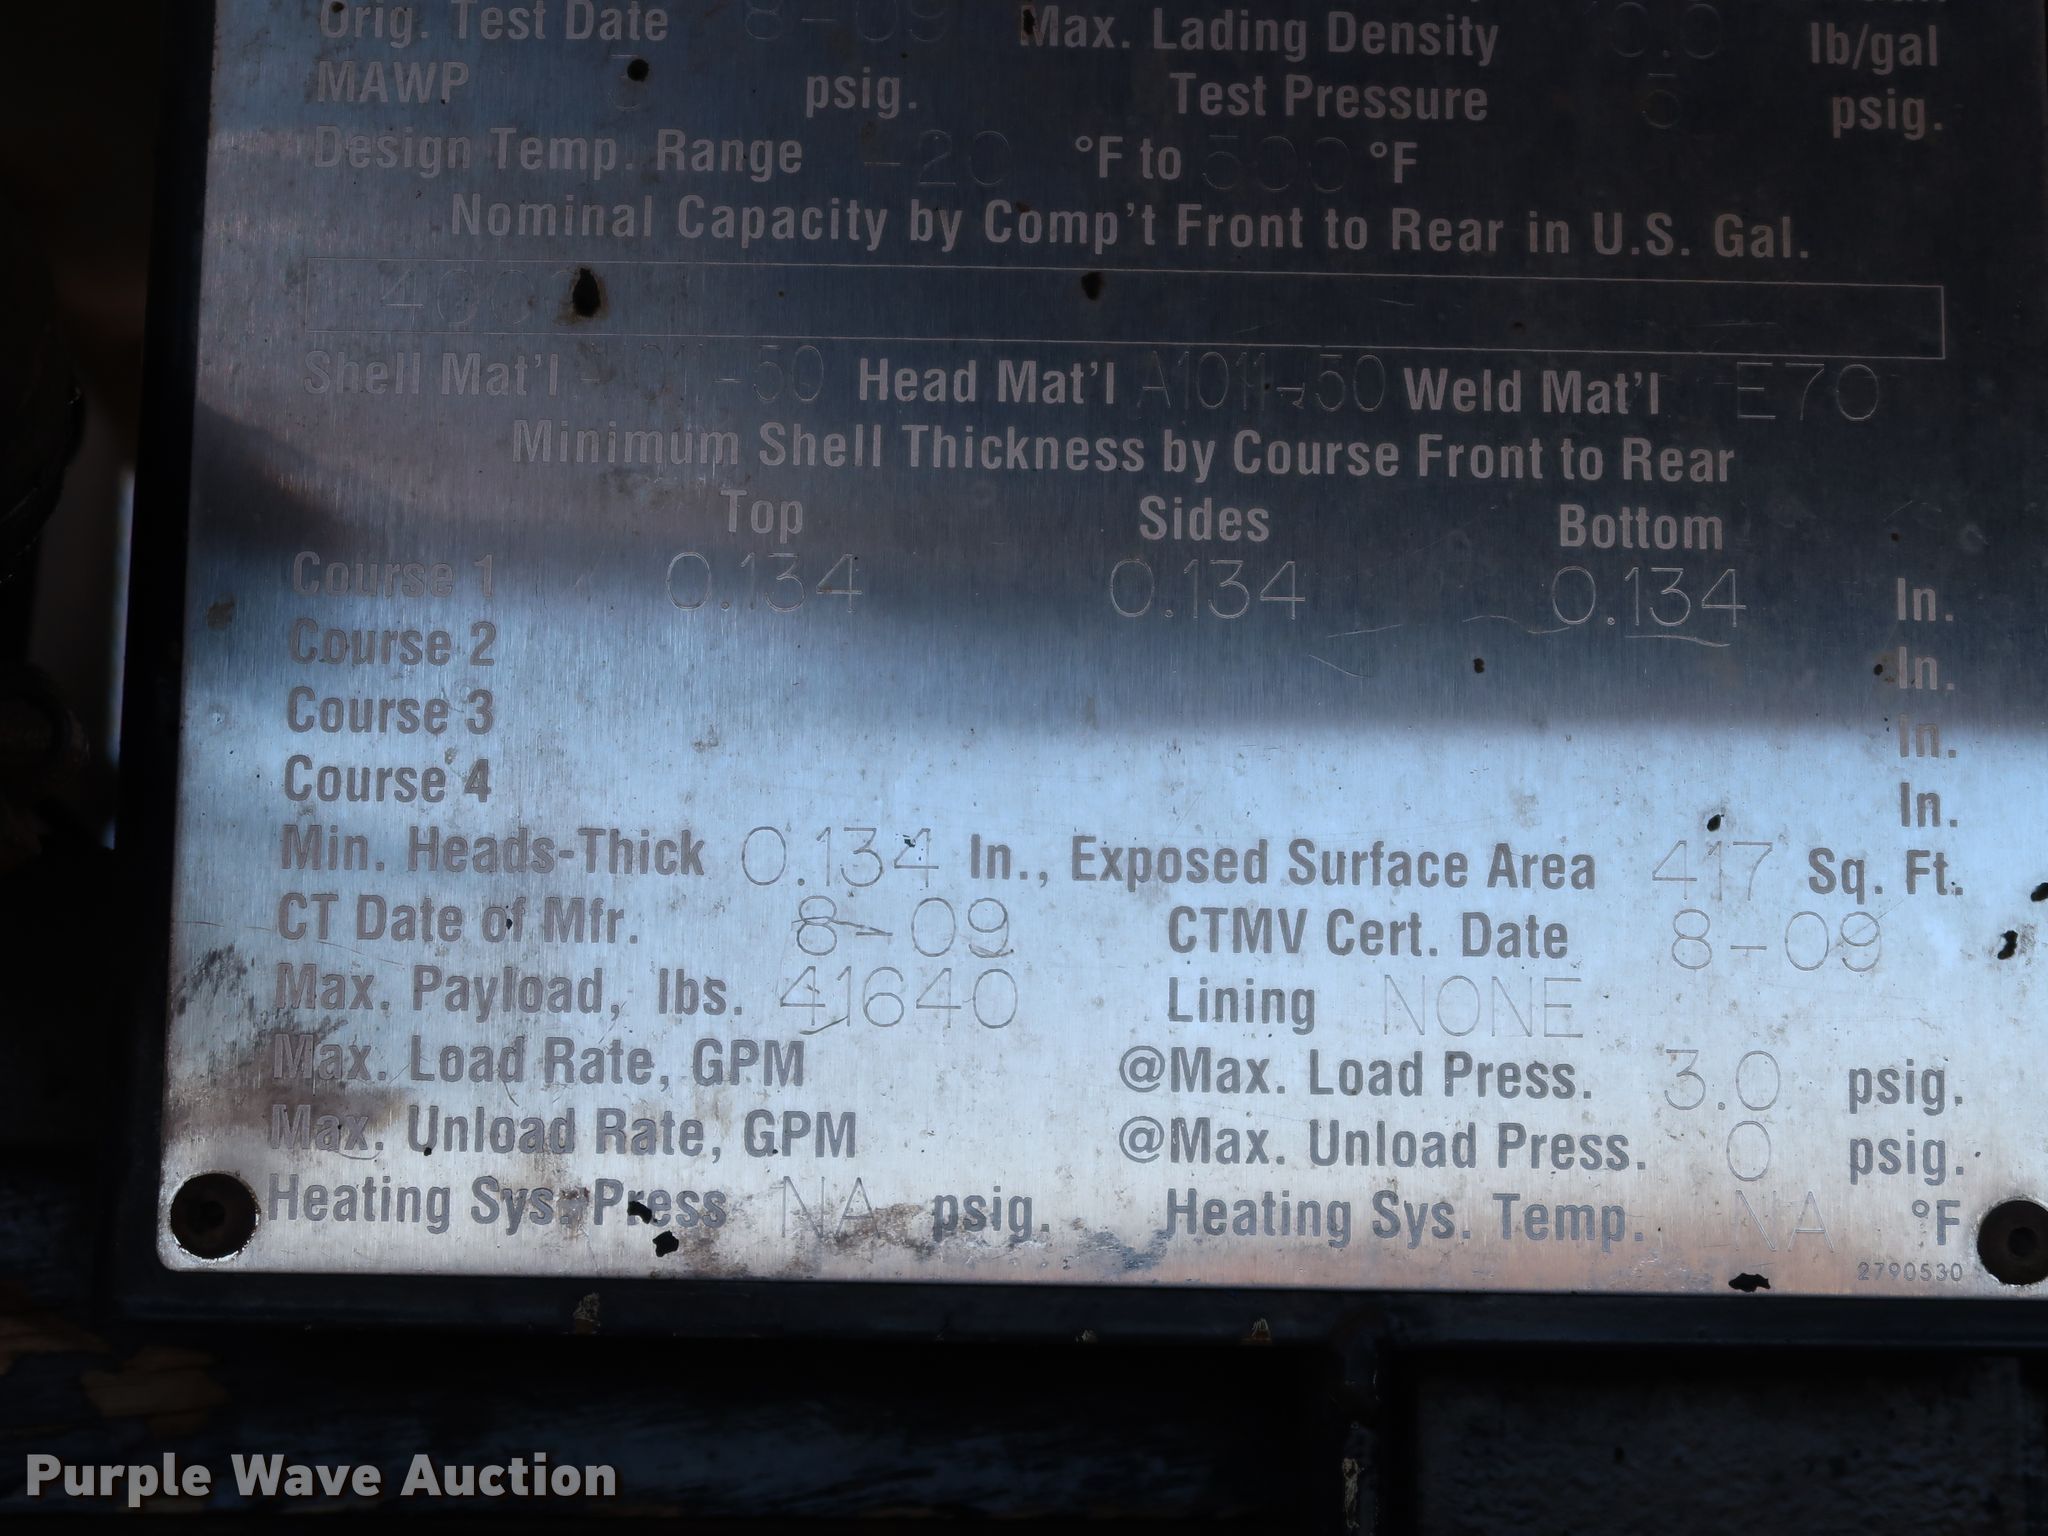 Orig. Test Date 8-09 Max. Lading Density 10.0 lb/gal
MAWP 3 psig. Test Pressure 5 psig.
Design Temp. Range -20 °F to 300 °F
Nominal Capacity by Comp't Front to Rear in U.S. Gal.
Shell Mat'l Head Mat'l A1011-50 Weld Mat'l E70
Minimum Shell Thickness by Course Front to Rear
Top Sides Bottom
Course 1 0.134 0.134 0.134 In.
Course 2 In.
Course 3 In.
Course 4 In.
Min. Heads-Thick 0.134 In., Exposed Surface Area 417 Sq. Ft.
CT Date of Mfr. 8-09 CTMV Cert. Date 8-09
Max. Payload, lbs. 41640 Lining NONE
Max. Load Rate, GPM @Max. Load Press. 3.0 psig.
Max. Unload Rate, GPM @Max. Unload Press. 0 psig.
Heating Sys. Press NA psig. Heating Sys. Temp. NA °F
2790530
Purple Wave Auction